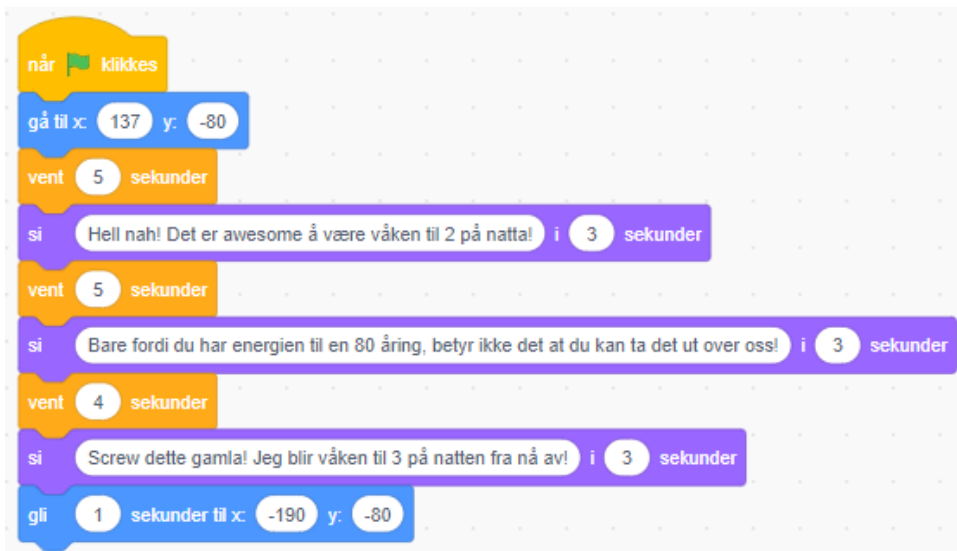 når klikkes
gå til x: 137 y: -80
vent 5 sekunder
si Hell nah! Det er awesome å være våken til 2 på natta! i 3 sekunder
vent 5 sekunder
si Bare fordi du har energien til en 80 åring, betyr ikke det at du kan ta det ut over oss! i 3 sekunder
vent 4 sekunder
si Screw dette gamla! Jeg blir våken til 3 på natten fra nå av! i 3 sekunder
gli 1 sekunder til x: -190 y: -80